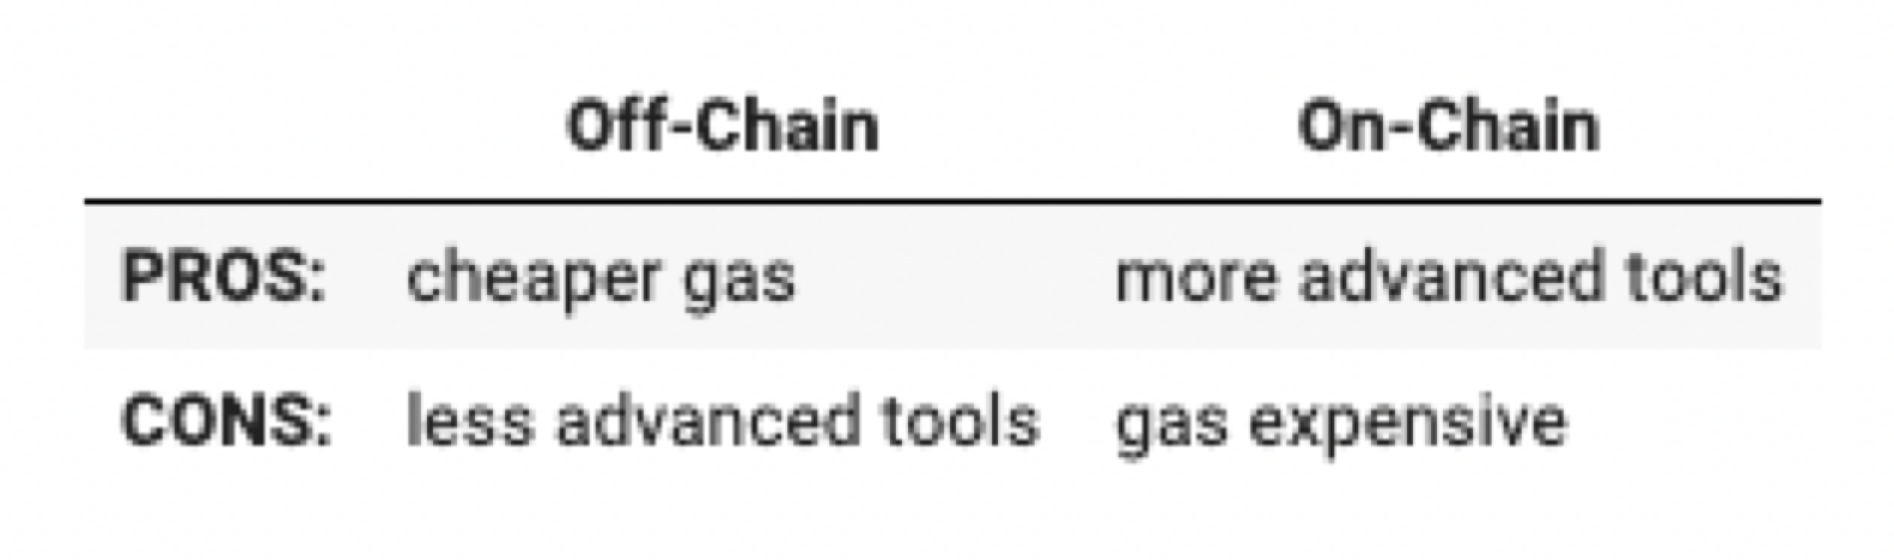 Off-Chain On-Chain
PROS: cheaper gas more advanced tools
CONS: less advanced tools gas expensive